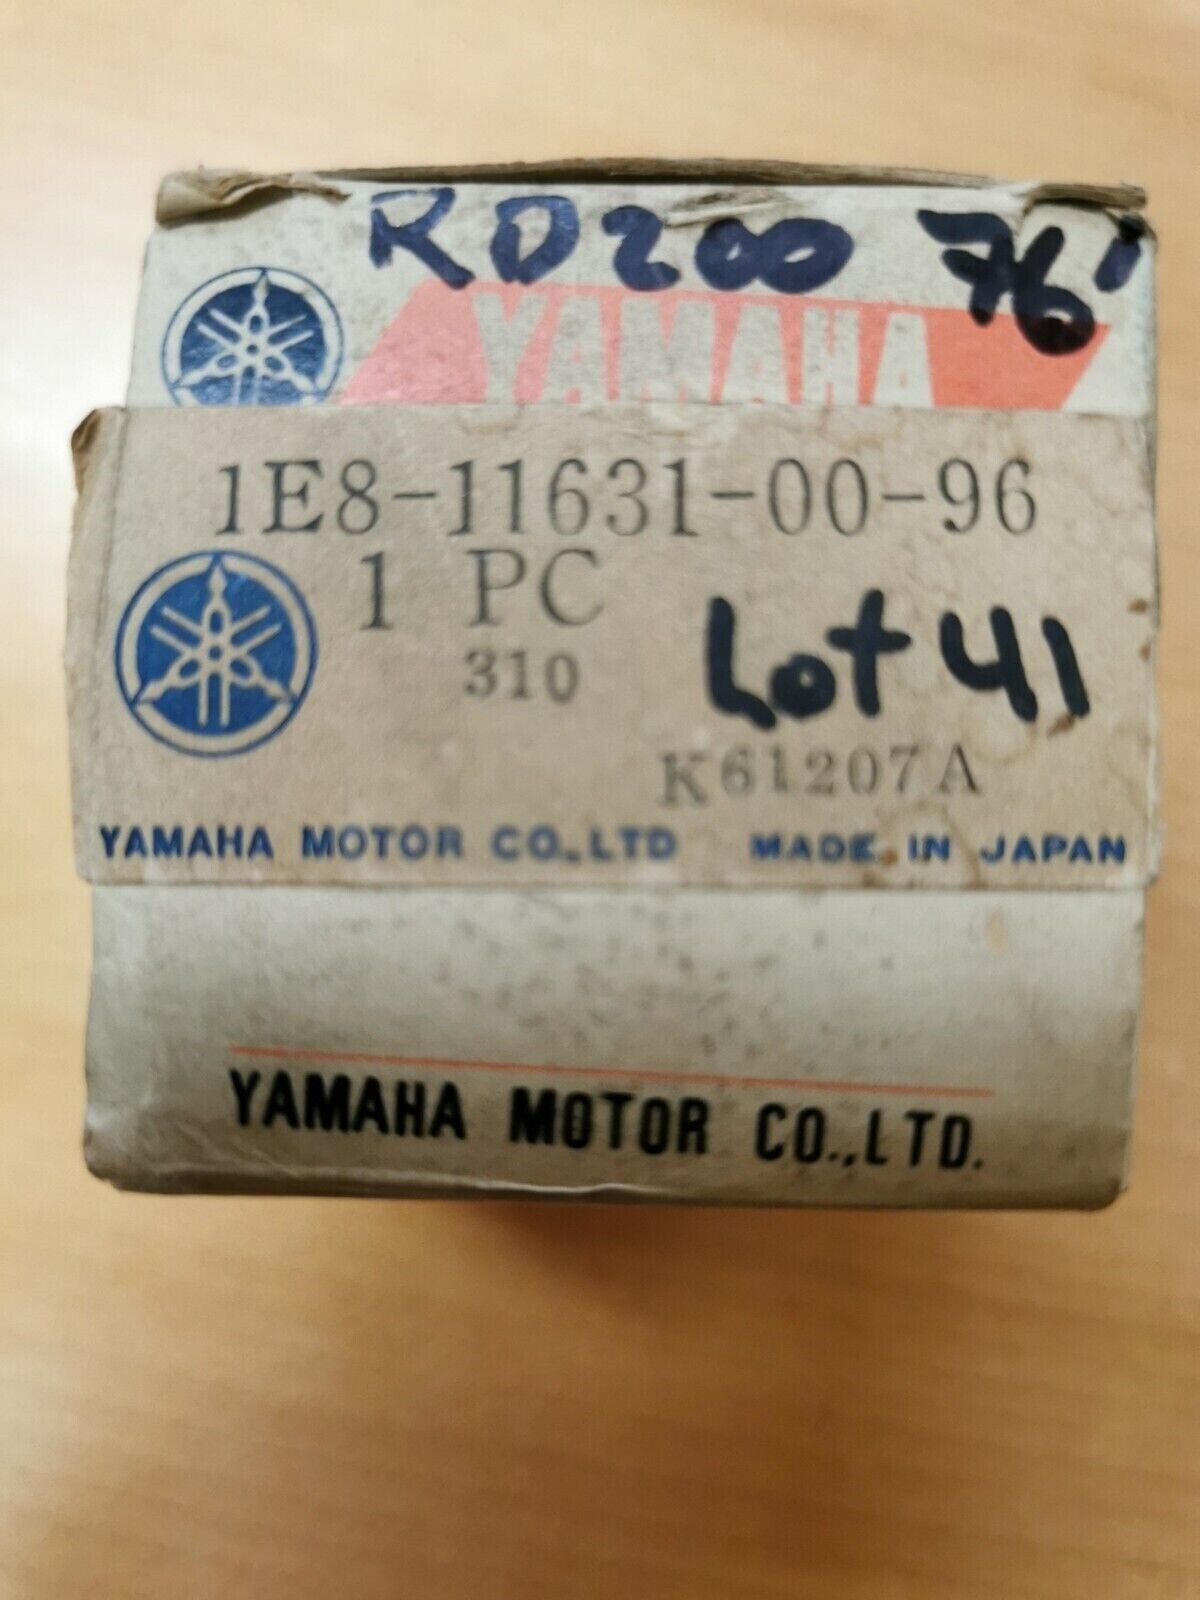 RD200 76'
YAMAHA
1E8-11631-00-96
1 PC
310
Lot 41
K61207A
YAMAHA MOTOR CO.,LTD MADE IN JAPAN
YAMAHA MOTOR CO.,LTD.